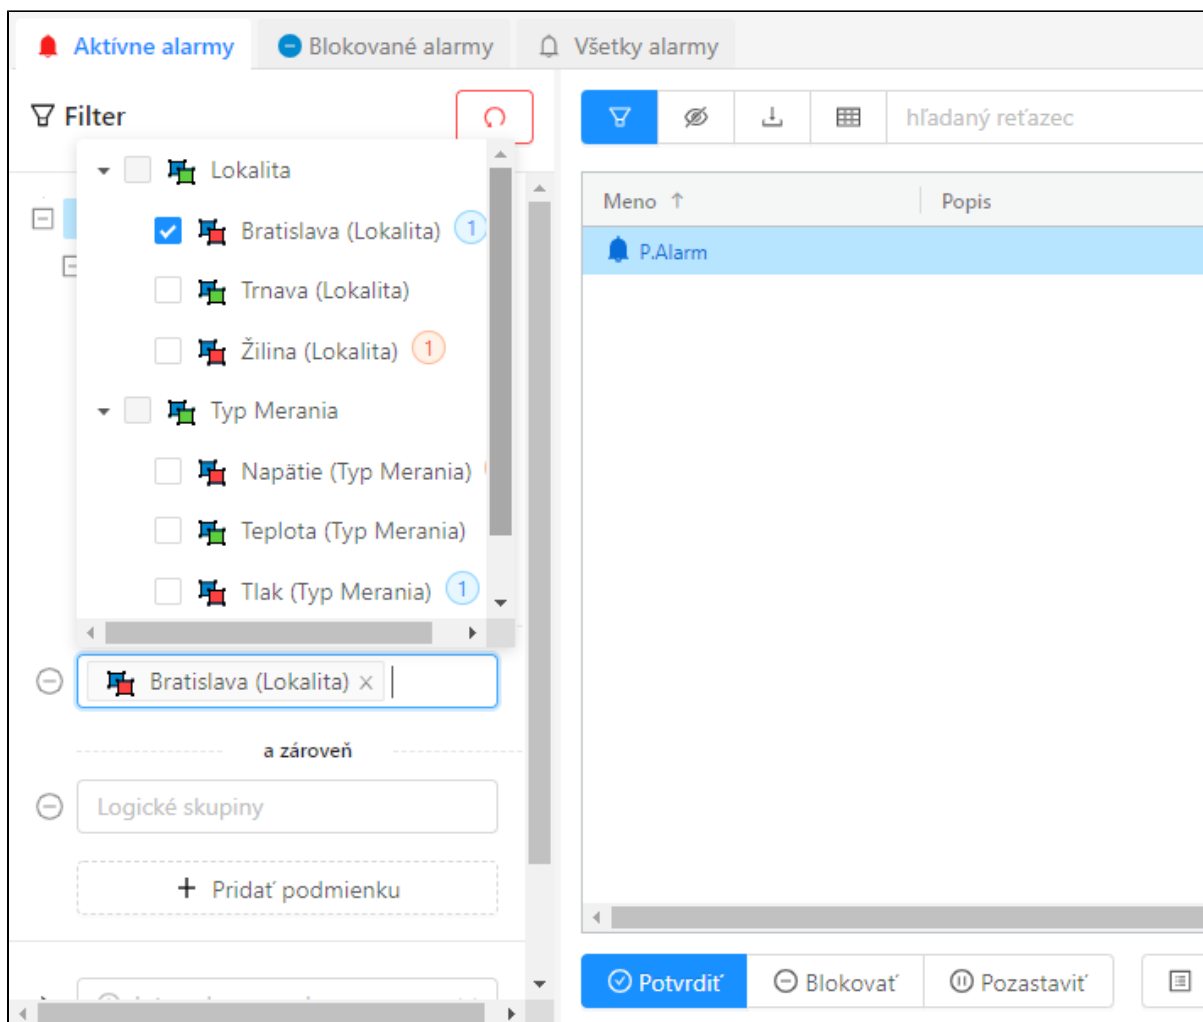 Aktívne alarmy
Blokované alarmy
Všetky alarmy
Filter
hľadaný reťazec
Lokalita
Bratislava (Lokalita) 1
Trnava (Lokalita)
Žilina (Lokalita) 1
Typ Merania
Napätie (Typ Merania)
Teplota (Typ Merania)
Tlak (Typ Merania) 1
Bratislava (Lokalita)
a zároveň
Logické skupiny
Pridať podmienku
Meno
Popis
P.Alarm
Potvrdiť
Blokovať
Pozastaviť